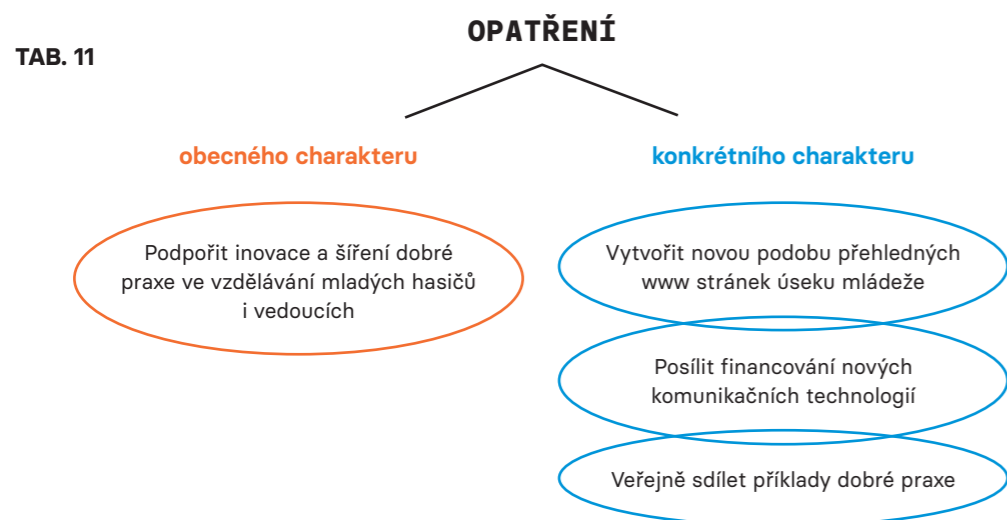 OPATŘENÍ
TAB. 11
obecného charakteru
konkrétního charakteru
Podpořit inovace a šíření dobré
praxe ve vzdělávání mladých hasičů
i vedoucích
Vytvořit novou podobu přehledných
www stránek úseku mládeže
Posílit financování nových
komunikačních technologií
Veřejně sdílet příklady dobré praxe